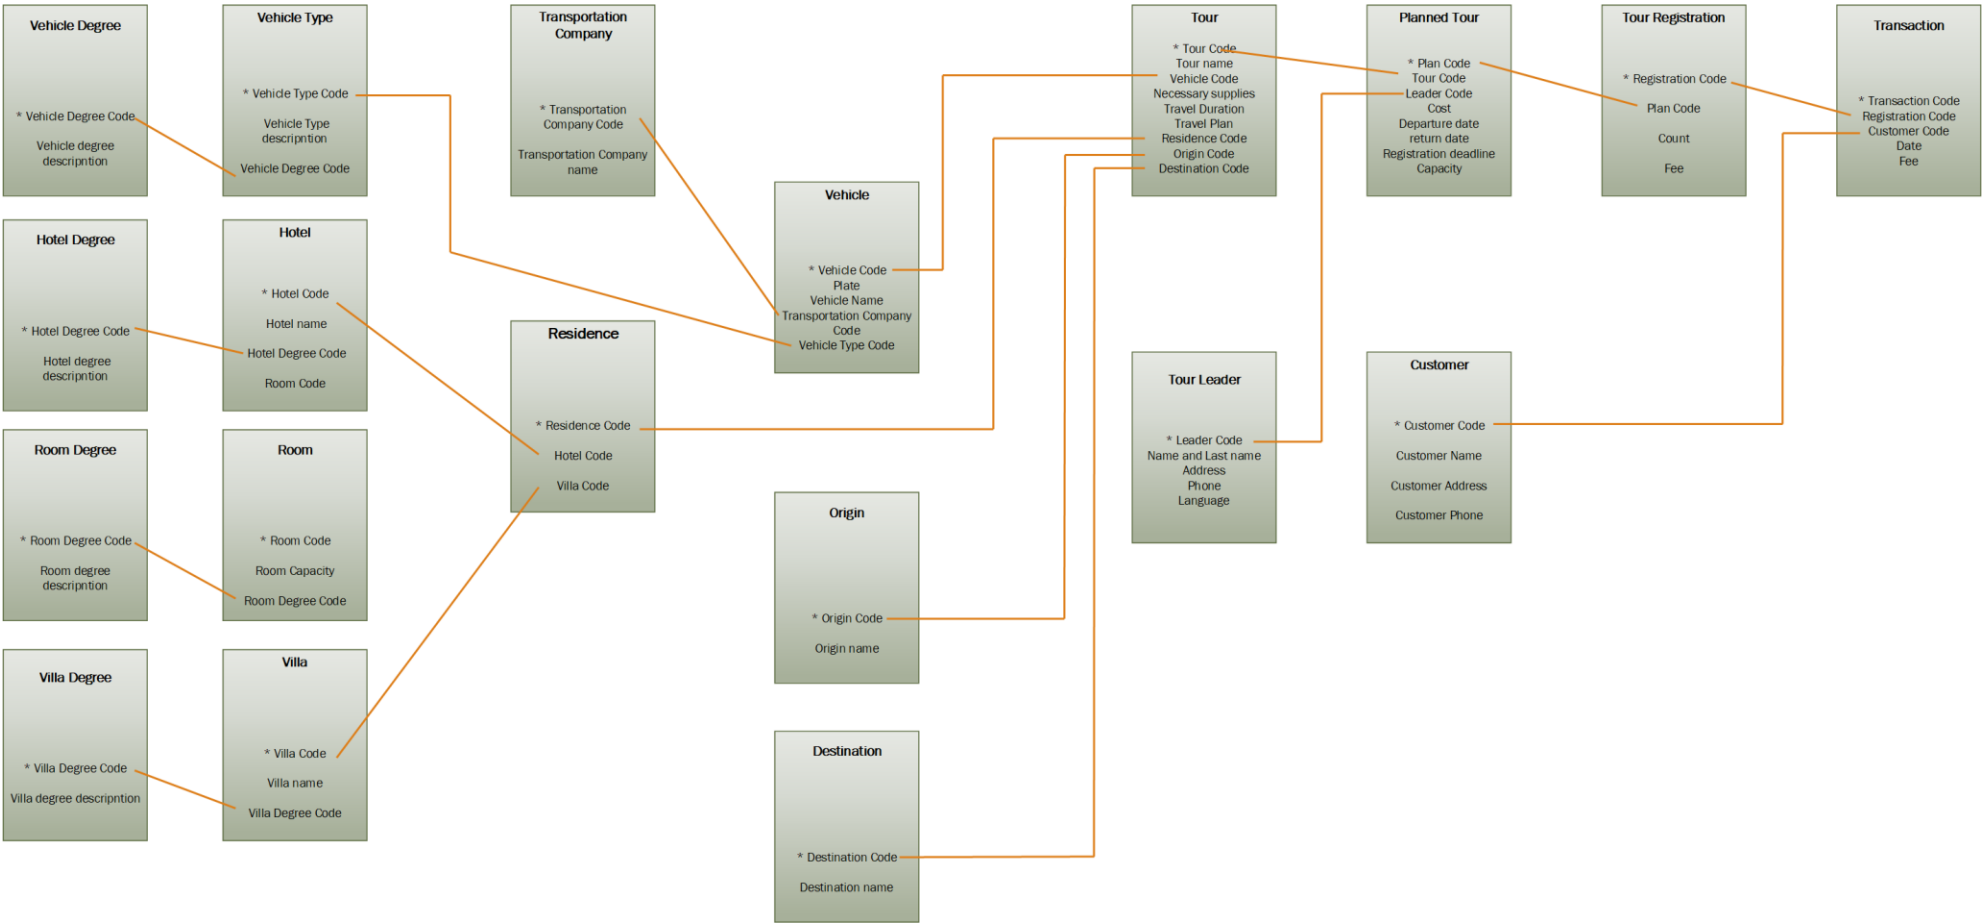 Vehicle Degree
* Vehicle Degree Code
Vehicle degree
descripntion
Vehicle Type
* Vehicle Type Code
Vehicle Type
descripntion
Vehicle Degree Code
Transportation
Company
* Transportation
Company Code
Transportation Company
name
Vehicle
* Vehicle Code
Plate
Vehicle Name
Transportation Company
Code
Vehicle Type Code
Tour
* Tour Code
Tour name
Vehicle Code
Necessary supplies
Travel Duration
Travel Plan
Residence Code
Origin Code
Destination Code
Planned Tour
* Plan Code
Tour Code
Leader Code
Cost
Departure date
return date
Registration deadline
Capacity
Tour Registration
* Registration Code
Plan Code
Count
Fee
Transaction
* Transaction Code
Registration Code
Customer Code
Date
Fee
Hotel Degree
* Hotel Degree Code
Hotel degree
descripntion
Hotel
* Hotel Code
Hotel name
Hotel Degree Code
Room Code
Residence
* Residence Code
Hotel Code
Villa Code
Tour Leader
* Leader Code
Name and Last name
Address
Phone
Language
Customer
* Customer Code
Customer Name
Customer Address
Customer Phone
Room Degree
* Room Degree Code
Room degree
descripntion
Room
* Room Code
Room Capacity
Room Degree Code
Origin
* Origin Code
Origin name
Villa Degree
* Villa Degree Code
Villa degree descripntion
Villa
* Villa Code
Villa name
Villa Degree Code
Destination
* Destination Code
Destination name